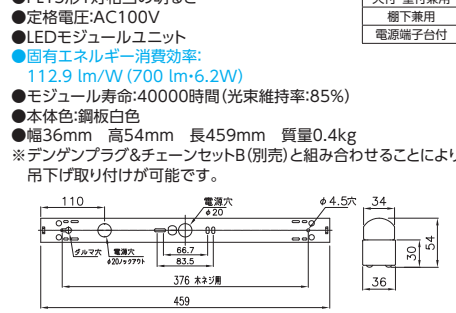 ●定格電圧:AC100V
●LEDモジュールユニット
●固有エネルギー消費効率:
112.9 lm/W (700 lm・6.2W)
●モジュール寿命:40000時間(光束維持率:85%)
●本体色:鋼板白色
●幅36mm 高54mm 長459mm 質量0.4kg
※デンゲンプラグ&チェーンセットB(別売)と組み合わせることにより
吊下げ取り付けが可能です。
棚下兼用
電源端子台付
110
電源穴
φ20
φ4.5穴
34
ダルマ穴
電源穴
φ20ノックアウト
66.7
83.5
376 木ネジ用
459
30
54
36